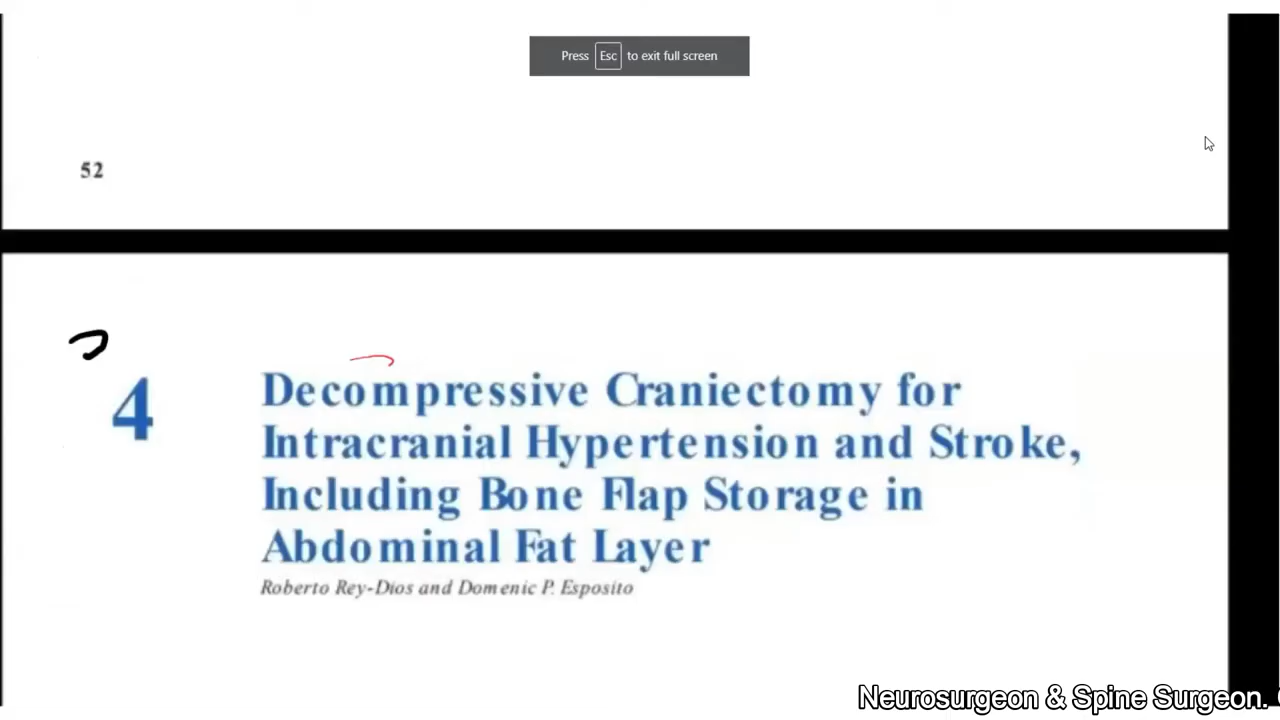 Press Esc to exit full screen
52
4
Decompressive Craniectomy for
Intracranial Hypertension and Stroke,
Including Bone Flap Storage in
Abdominal Fat Layer
Roberto Rey-Dios and Domenic P. Esposito
Neurosurgeon & Spine Surgeon.